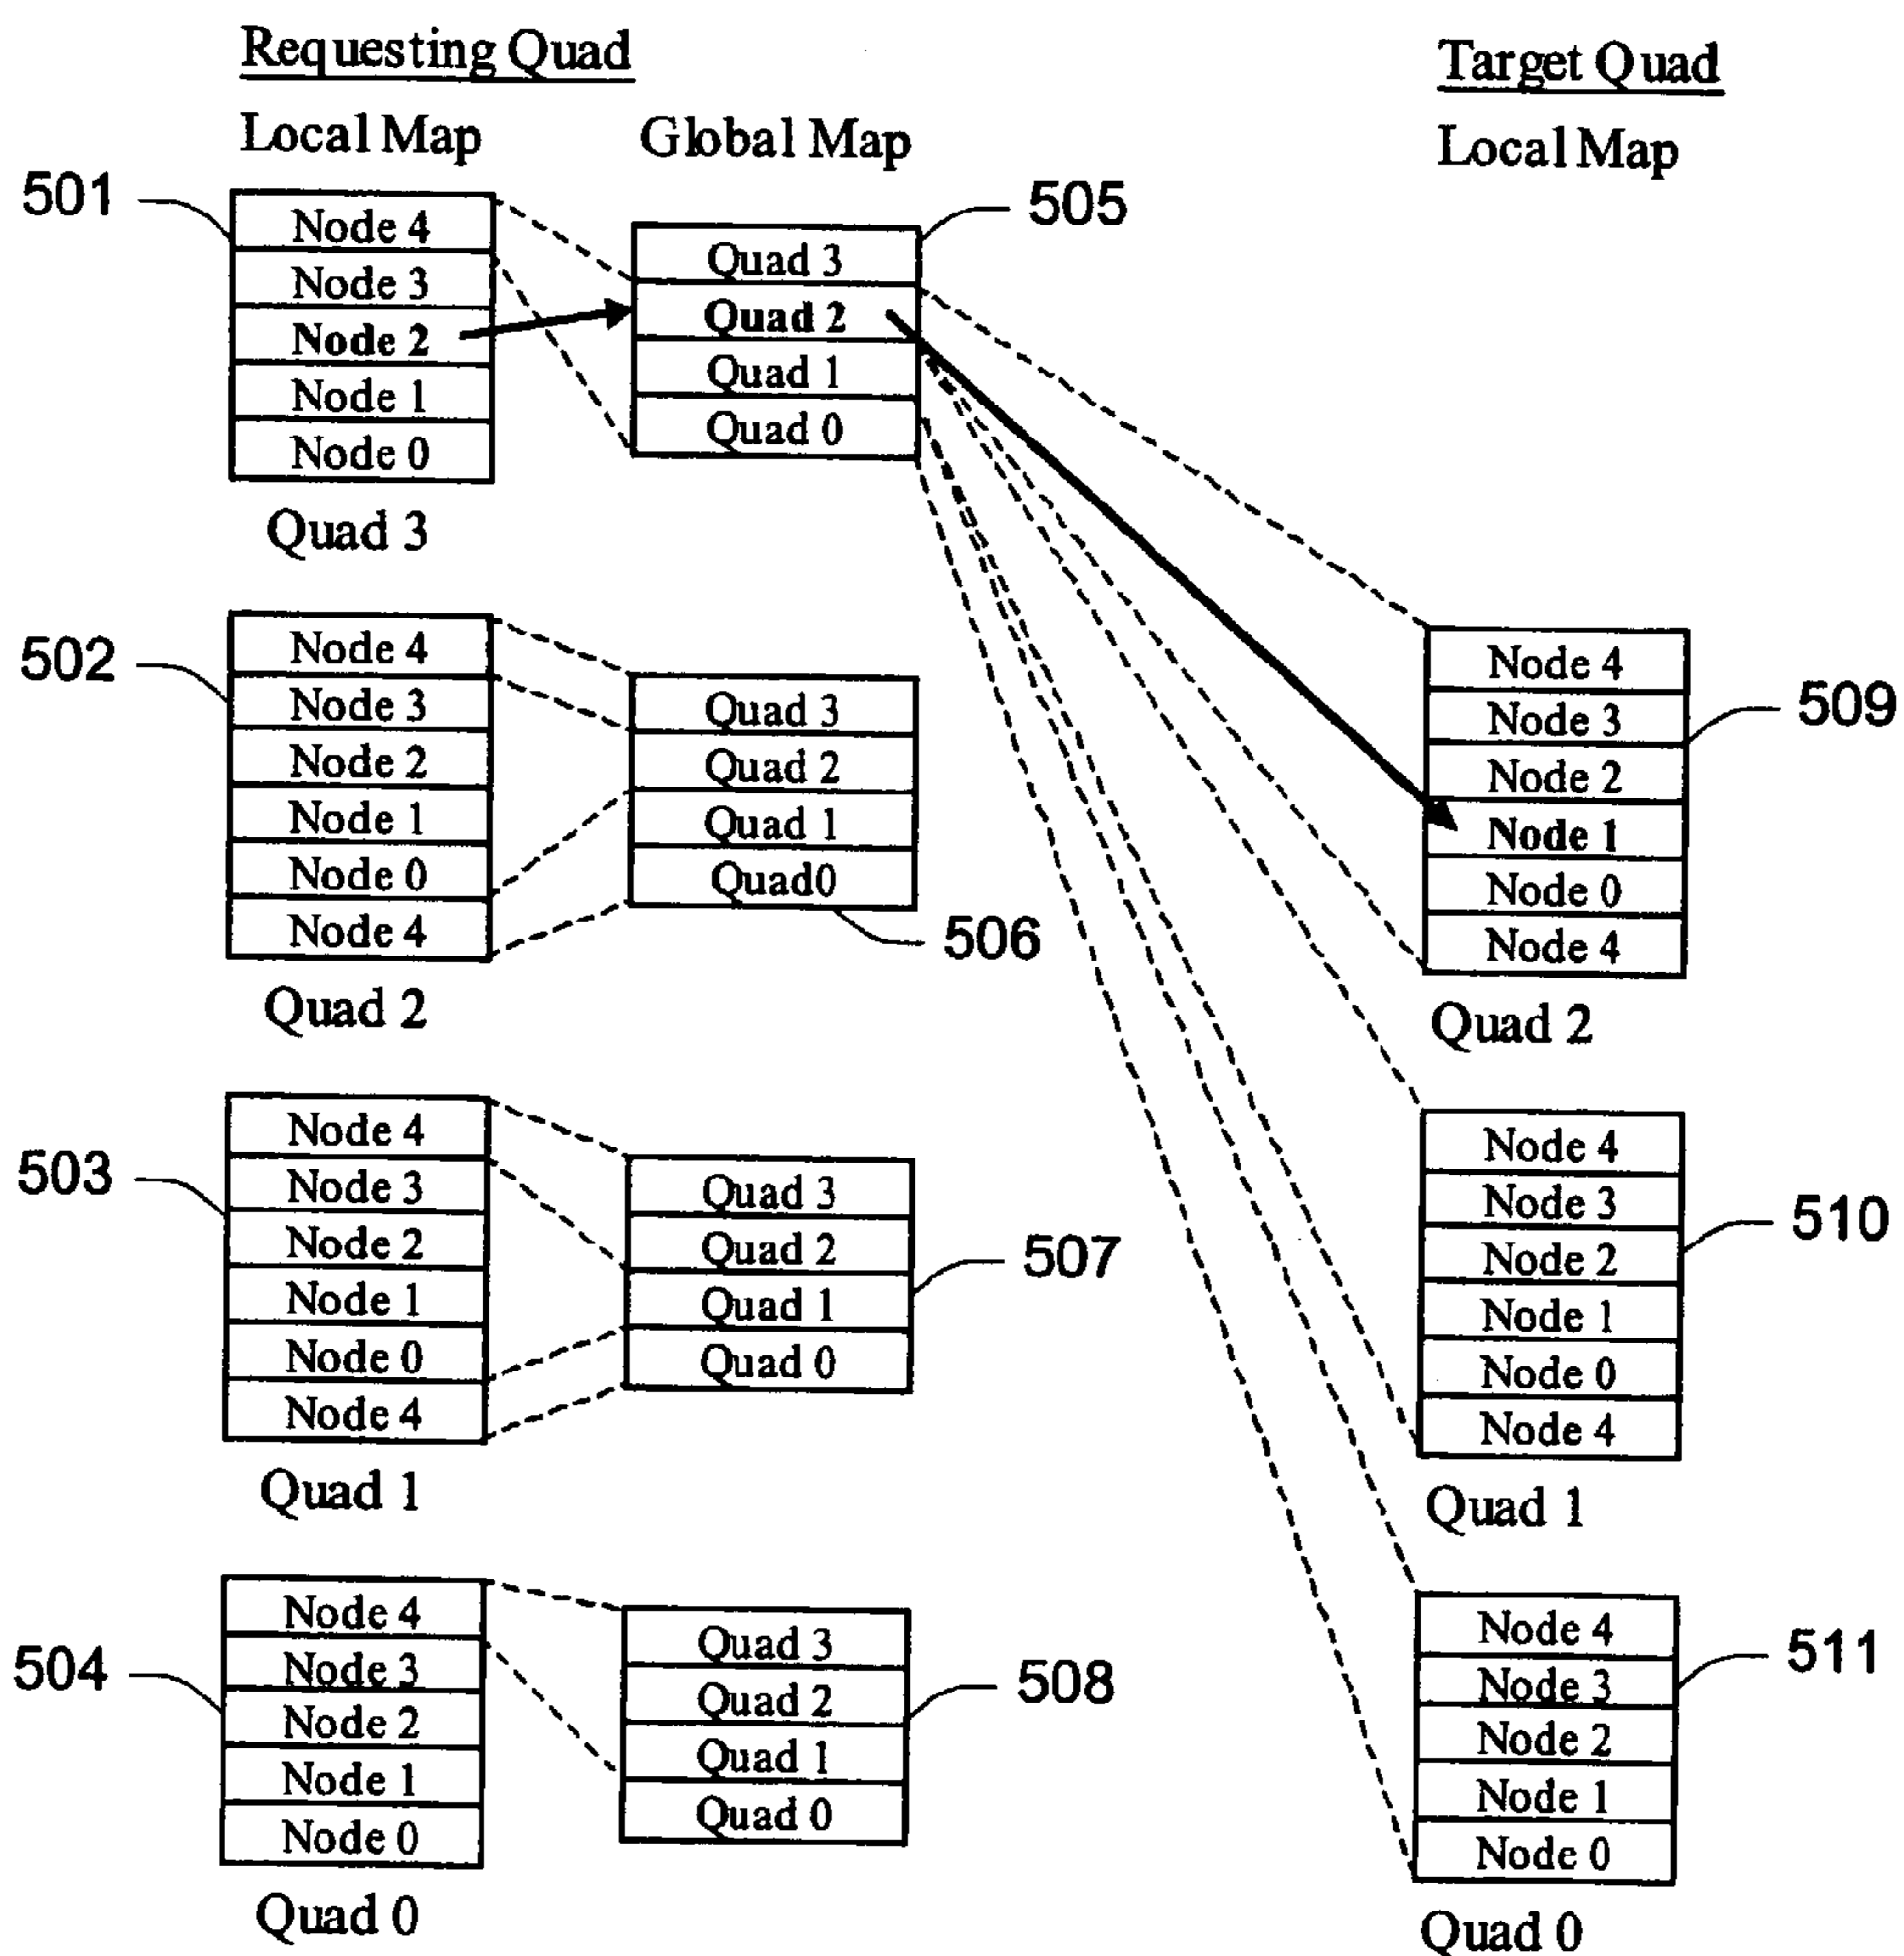 Requesting Quad
Target Quad
Local Map
Global Map
Local Map
501
Node 4
Node 3
Node 2
Node 1
Node 0
Quad 3
505
Quad 3
Quad 2
Quad 1
Quad 0
502
Node 4
Node 3
Node 2
Node 1
Node 0
Node 4
Quad 2
Quad 3
Quad 2
Quad 1
Quad0
506
509
Node 4
Node 3
Node 2
Node 1
Node 0
Node 4
Quad 2
503
Node 4
Node 3
Node 2
Node 1
Node 0
Node 4
Quad 1
Quad 3
Quad 2
Quad 1
Quad 0
507
Node 4
Node 3
Node 2
Node 1
Node 0
Node 4
510
Quad 1
504
Node 4
Node 3
Node 2
Node 1
Node 0
Quad 0
Quad 3
Quad 2
Quad 1
Quad 0
508
Node 4
Node 3
Node 2
Node 1
Node 0
511
Quad 0